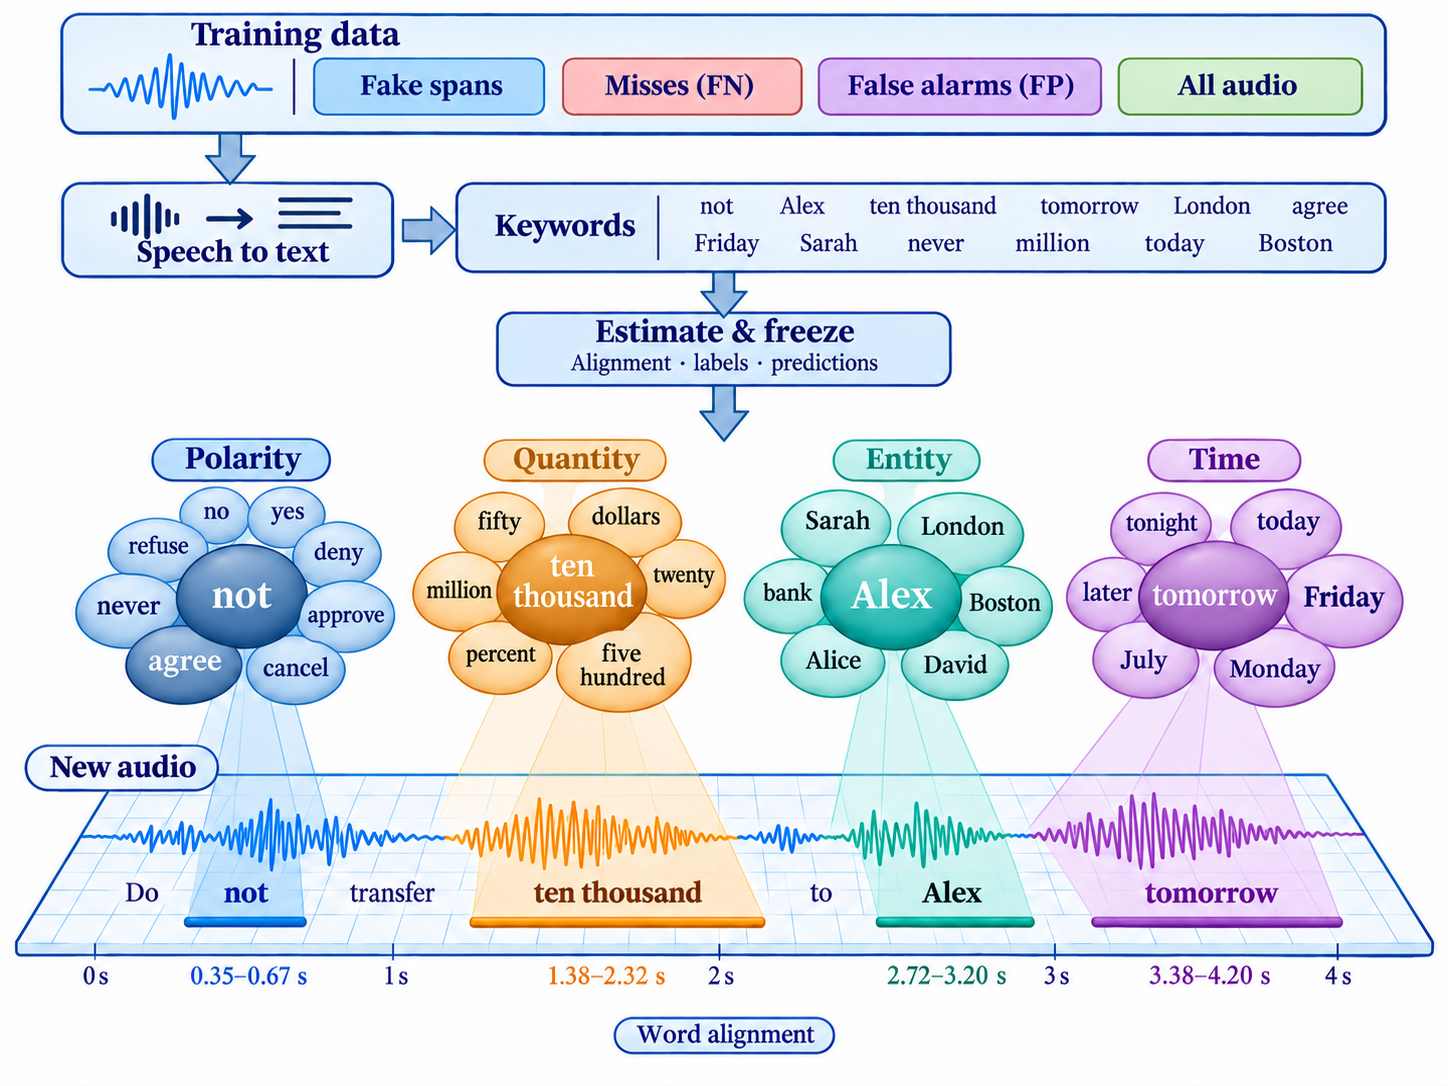 Training data
Fake spans
Misses (FN)
False alarms (FP)
All audio
Speech to text
Keywords
not Alex ten thousand tomorrow London agree
Friday Sarah never million today Boston
Estimate & freeze
Alignment · labels · predictions
Polarity
no
yes
refuse
deny
not
never
approve
agree
cancel
Quantity
fifty
dollars
ten
thousand
million
twenty
percent
five
hundred
Entity
Sarah
London
bank
Alex
Boston
Alice
David
Time
tonight
today
later
tomorrow
Friday
July
Monday
New audio
Do not transfer ten thousand to Alex tomorrow
0s 0.35–0.67 s 1s 1.38–2.32 s 2s 2.72–3.20 s 3s 3.38–4.20 s 4s
Word alignment